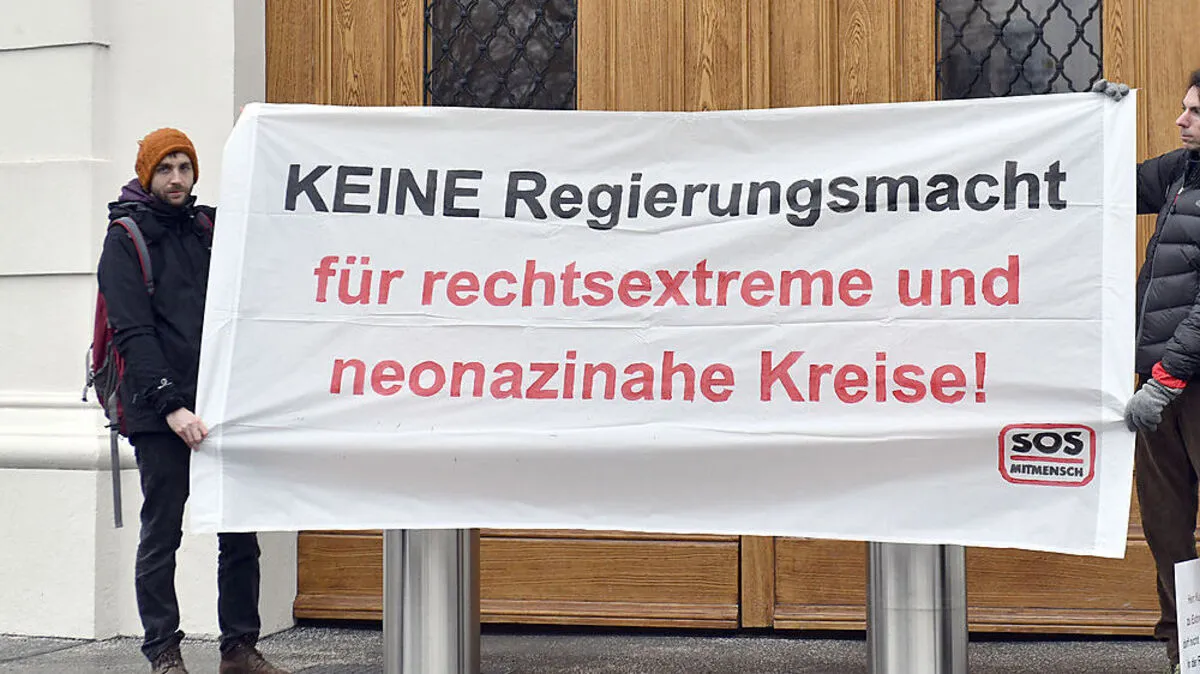 KEINE Regierungsmacht
für rechtsextreme und
neonazinahe Kreise!
SOS
MITMENSCH